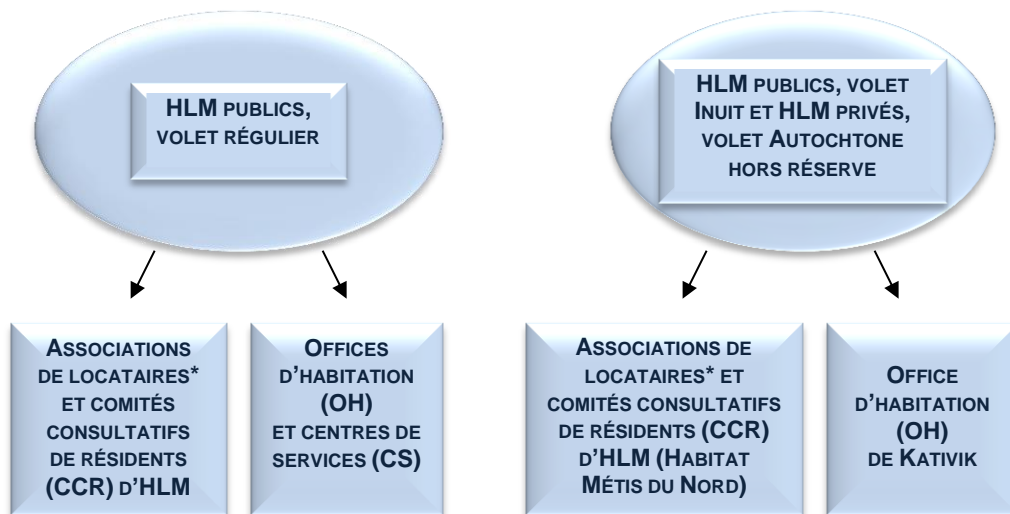 HLM PUBLICS,
VOLET RÉGULIER
HLM PUBLICS, VOLET
INUIT ET HLM PRIVÉS,
VOLET AUTOCHTONE
HORS RÉSERVE
ASSOCIATIONS
DE LOCATAIRES*
ET COMITÉS
CONSULTATIFS
DE RÉSIDENTS
(CCR) D’HLM
OFFICES
D’HABITATION
(OH)
ET CENTRES DE
SERVICES (CS)
ASSOCIATIONS DE
LOCATAIRES* ET
COMITÉS CONSULTATIFS
DE RÉSIDENTS (CCR)
D’HLM (HABITAT
MÉTIS DU NORD)
OFFICE
D’HABITATION
(OH)
DE KATIVIK